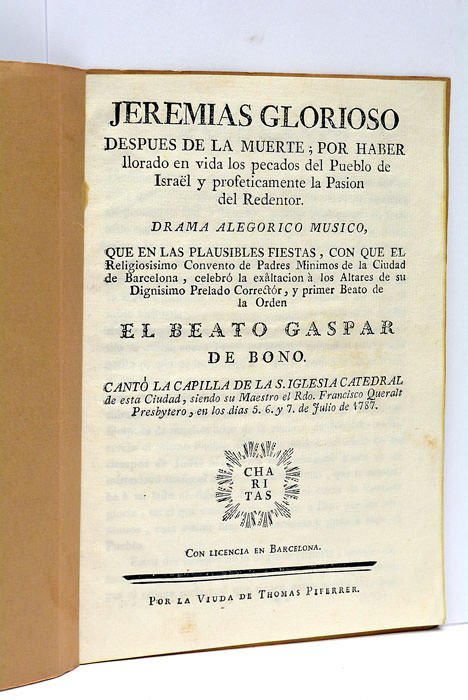 JEREMIAS GLORIOSO
DESPUES DE LA MUERTE; POR HABER
llorado en vida los pecados del Pueblo de
Israël y profeticamente la Pasion
del Redentor.
DRAMA ALEGORICO MUSICO,
QUE EN LAS PLAUSIBLES FIESTAS, CON QUE EL
Religiosisimo Convento de Padres Minimos de la Ciudad
de Barcelona, celebró la exâltacion à los Altares de su
Dignisimo Prelado Corrector, y primer Beato de
la Orden
EL BEATO GASPAR
DE BONO.
CANTÓ LA CAPILLA DE LA S. IGLESIA CATEDRAL
de esta Ciudad, siendo su Maestro el Rdo. Francisco Queralt
Presbytero, en los dias 5. 6. y 7. de Julio de 1787.
CHA
RI
TAS
CON LICENCIA EN BARCELONA.
POR LA VIUDA DE THOMAS PIFERRER.